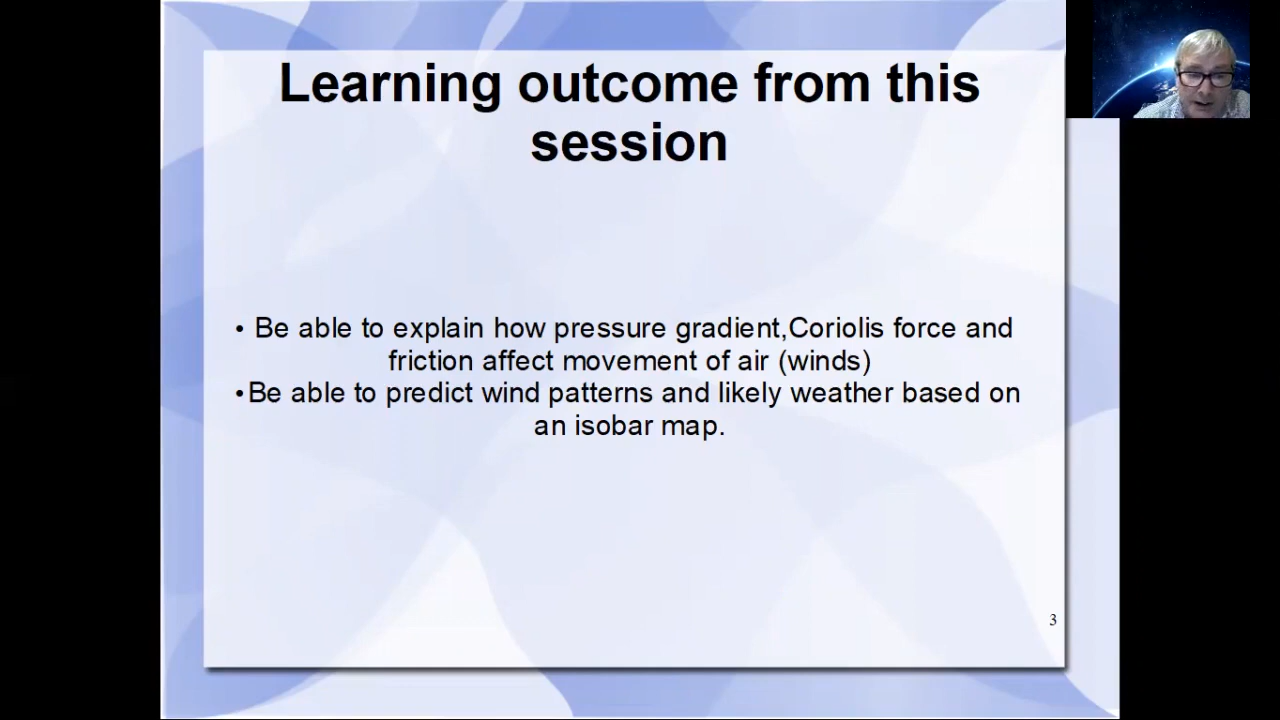 Learning outcome from this
session
• Be able to explain how pressure gradient,Coriolis force and
friction affect movement of air (winds)
•Be able to predict wind patterns and likely weather based on
an isobar map.
3